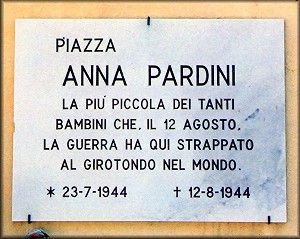 PIAZZA
ANNA PARDINI
LA PIU' PICCOLA DEI TANTI
BAMBINI CHE, IL 12 AGOSTO,
LA GUERRA HA QUI STRAPPATO
AL GIROTONDO NEL MONDO.
* 23-7-1944 † 12-8-1944